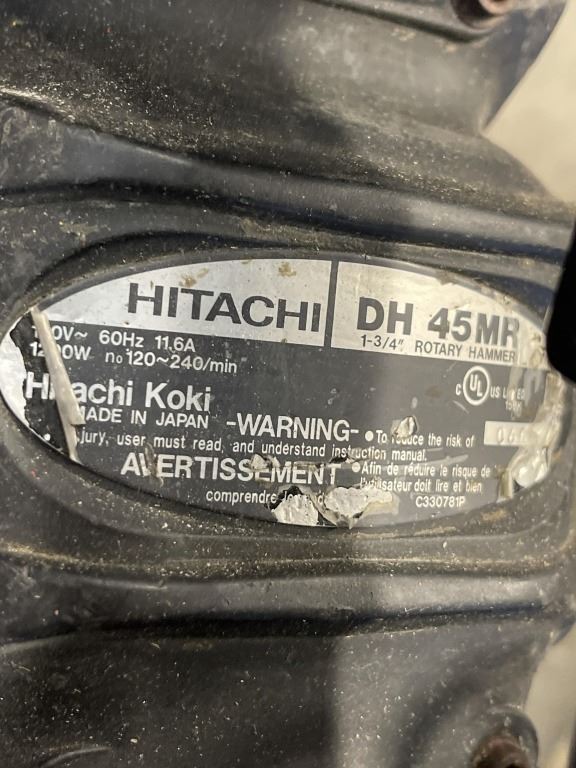 HITACHI
DH 45MR
1-3/4" ROTARY HAMMER
60Hz 11.6A
no 120~240/min
Koki
MADE IN JAPAN
C UL US
-WARNING- • To reduce the risk of
user must read and understand instruction manual.
AVERTISSEMENT • Afin de réduire le risque de
l'utilisateur doit lire et bien
comprendre
C330781P